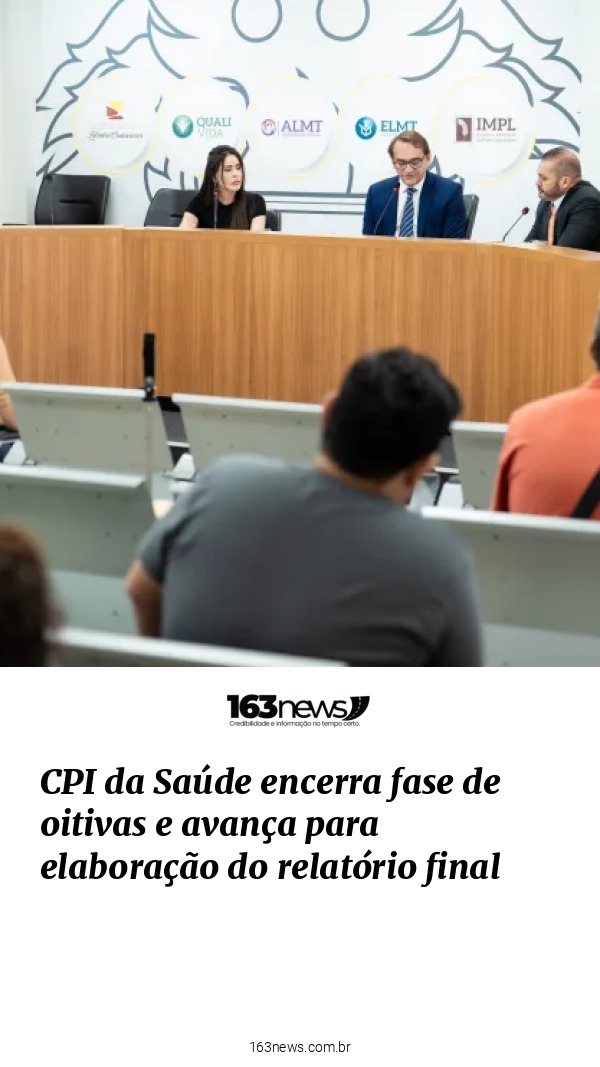 QUALI
VIDA
ALMT
ELMT
IMPL
163news
Credibilidade e informação no tempo certo.
CPI da Saúde encerra fase de
oitivas e avança para
elaboração do relatório final
163news.com.br